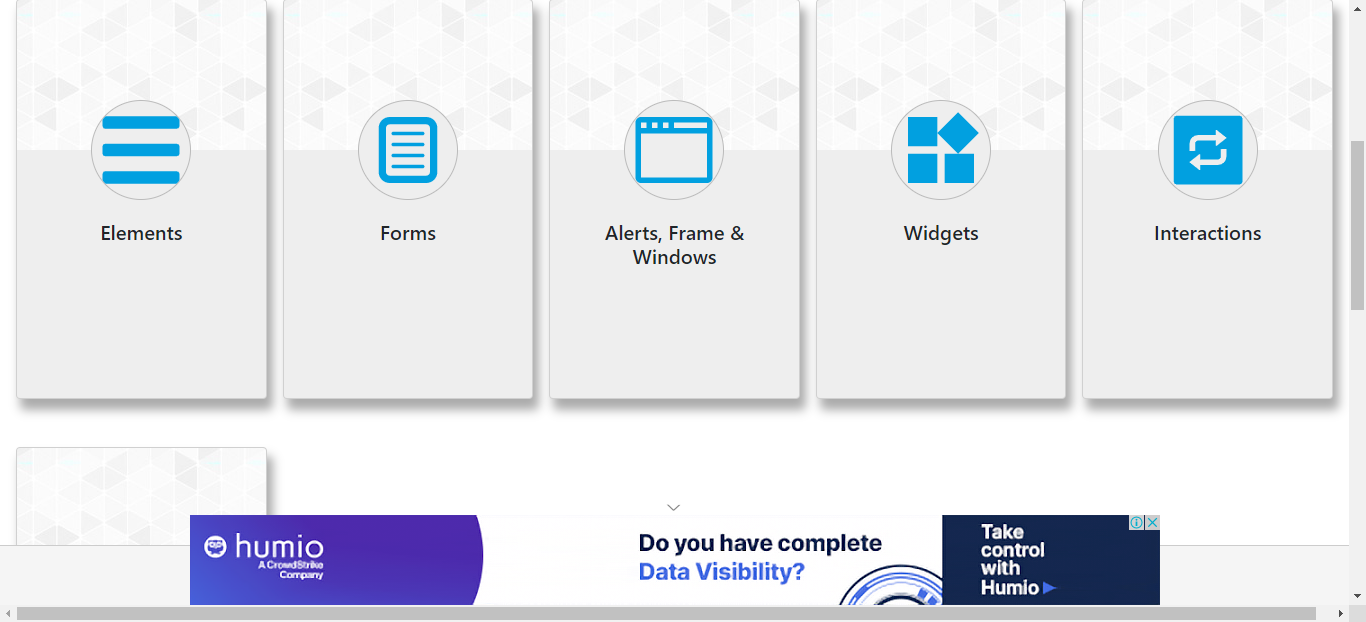 Elements
Forms
Alerts, Frame &
Windows
Widgets
Interactions
humio
A CrowdStrike
Company
Do you have complete
Data Visibility?
Take
control
with
Humio